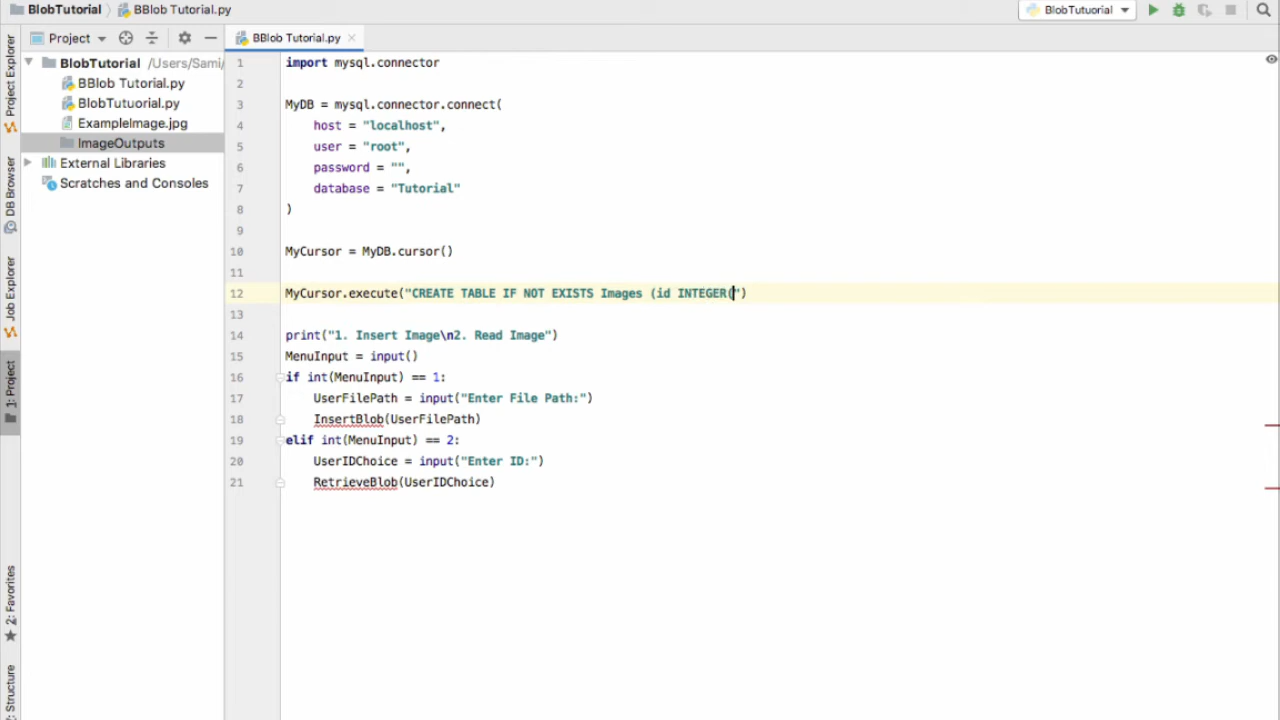 BlobTutorial
BBlob Tutorial.py
BlobTutuorial
Project
BBlob Tutorial.py
BlobTutorial /Users/Sami/
BBlob Tutorial.py
BlobTutuorial.py
ExampleImage.jpg
ImageOutputs
External Libraries
Scratches and Consoles
Project Explorer
DB Browser
Job Explorer
1: Project
2: Favorites
Structure
1 import mysql.connector
2
3 MyDB = mysql.connector.connect(
4 host = "localhost",
5 user = "root",
6 password = "",
7 database = "Tutorial"
8 )
9
10 MyCursor = MyDB.cursor()
11
12 MyCursor.execute("CREATE TABLE IF NOT EXISTS Images (id INTEGER(")
13
14 print("1. Insert Image\n2. Read Image")
15 MenuInput = input()
16 if int(MenuInput) == 1:
17 UserFilePath = input("Enter File Path:")
18 InsertBlob(UserFilePath)
19 elif int(MenuInput) == 2:
20 UserIDChoice = input("Enter ID:")
21 RetrieveBlob(UserIDChoice)